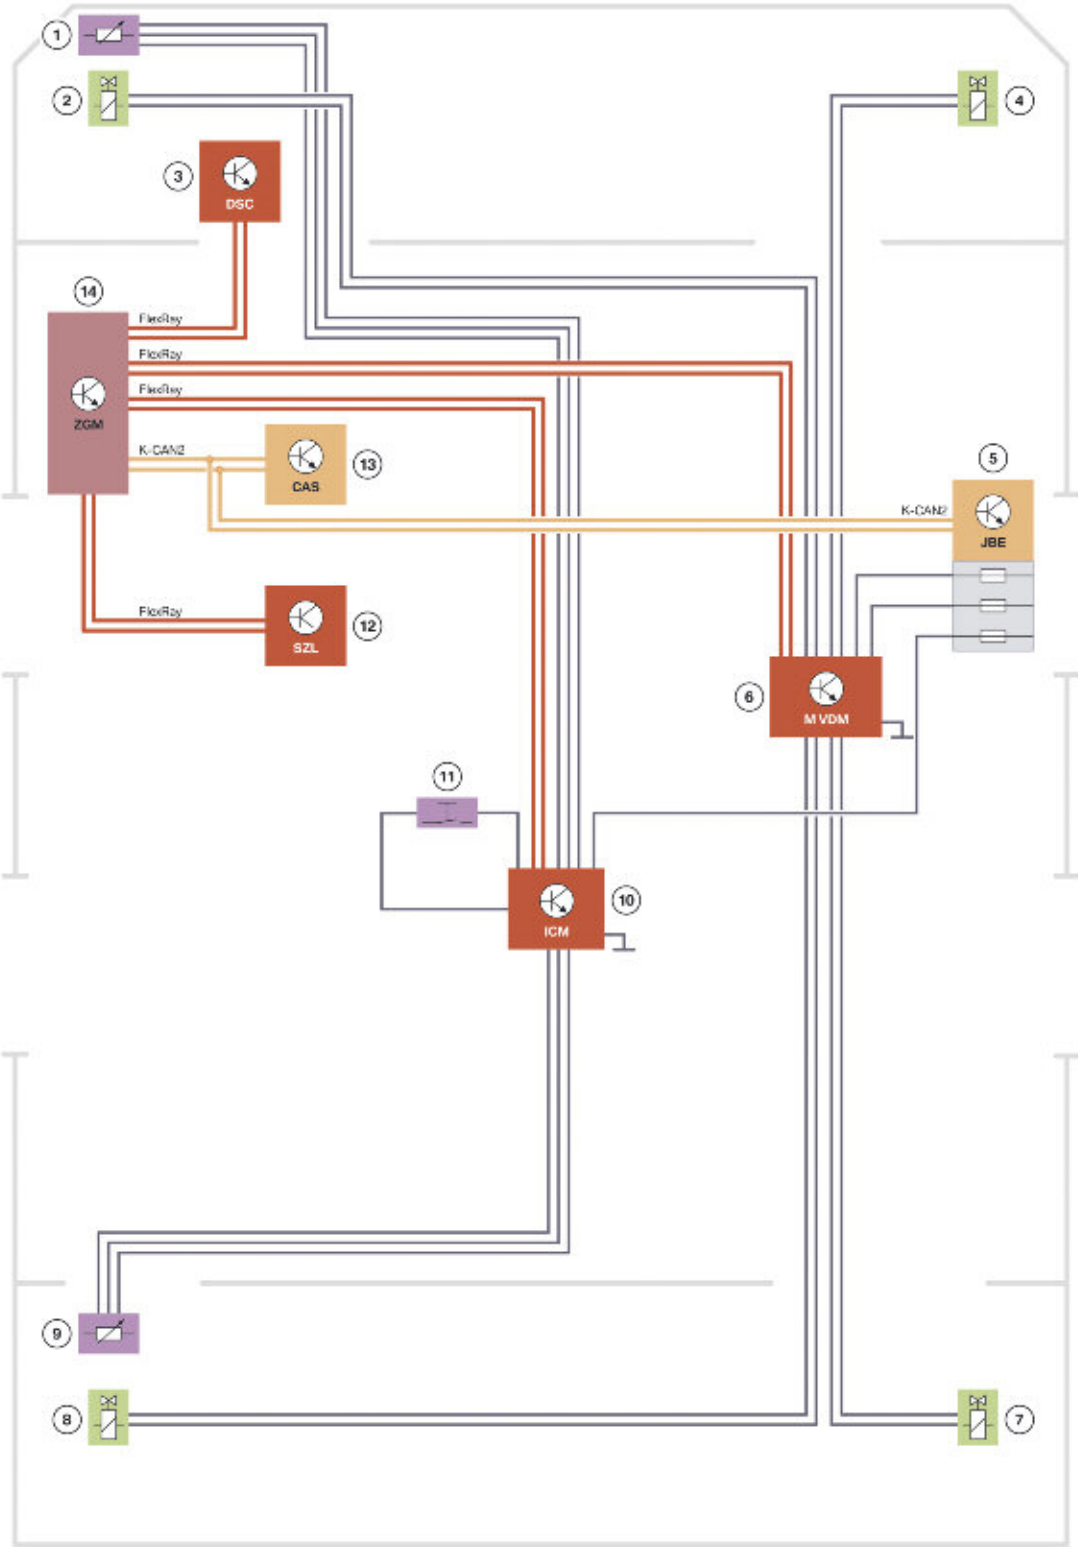 1
2
4
3
DSC
14
FlexRay
FlexRay
FlexRay
ZGM
K-CAN2
13
CAS
5
K-CAN2
JBE
FlexRay
12
SZL
6
M VDM
11
10
ICM
9
8
7